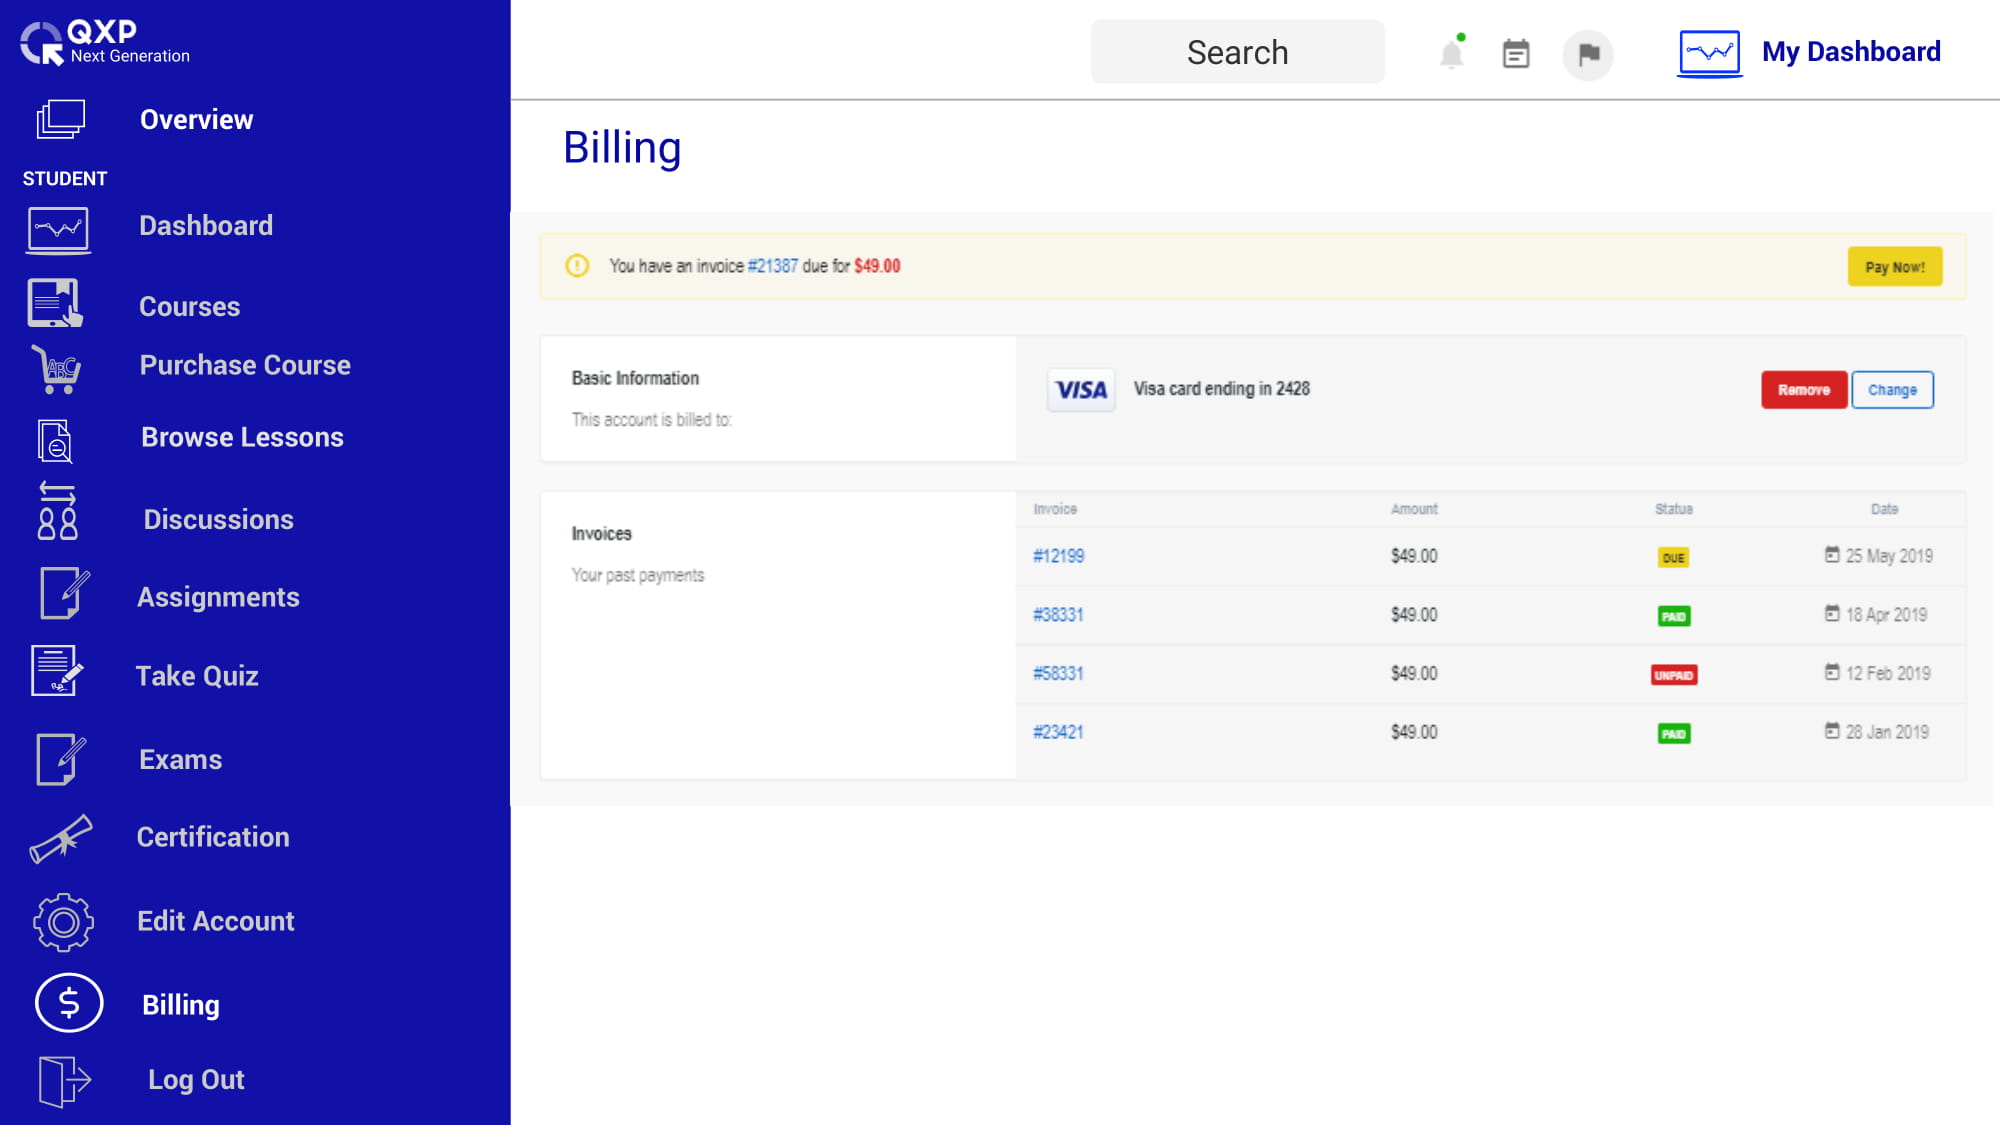 QXP
Next Generation
Overview
STUDENT
Dashboard
Courses
ABC
Purchase Course
Browse Lessons
Discussions
Assignments
Take Quiz
Exams
Certification
Edit Account
$
Billing
Log Out
Search
My Dashboard
Billing
You have an invoice #21387 due for $49.00
Pay Now!
Basic Information
This account is billed to:
VISA
Visa card ending in 2428
Remove
Change
Invoices
Your past payments
Invoice Amount Status Date
#12199 $49.00 DUE 25 May 2019
#38331 $49.00 PAID 18 Apr 2019
#58331 $49.00 UNPAID 12 Feb 2019
#23421 $49.00 PAID 28 Jan 2019